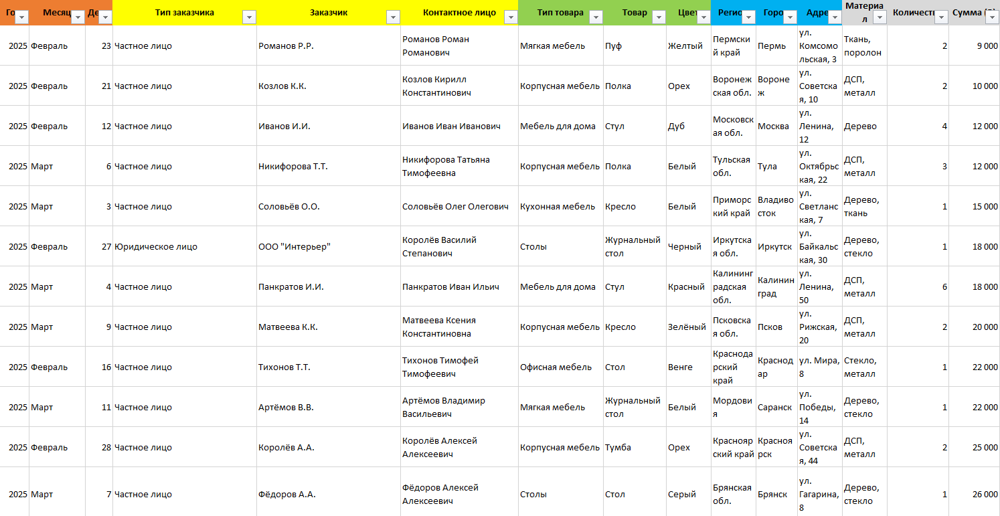 Го Месяц Де Тип заказчика Заказчик Контактное лицо Тип товара Товар Цвет Регио Горо Адре Материал Количеств Сумма (
2025 Февраль 23 Частное лицо Романов Р.Р. Романов Роман Романович Мягкая мебель Пуф Желтый Пермский край Пермь ул. Комсомольская, 3 Ткань, поролон 2 9 000
2025 Февраль 21 Частное лицо Козлов К.К. Козлов Кирилл Константинович Корпусная мебель Полка Орех Воронежская обл. Воронеж ул. Советская, 10 ДСП, металл 2 10 000
2025 Февраль 12 Частное лицо Иванов И.И. Иванов Иван Иванович Мебель для дома Стул Дуб Московская обл. Москва ул. Ленина, 12 Дерево 4 12 000
2025 Март 6 Частное лицо Никифорова Т.Т. Никифорова Татьяна Тимофеевна Корпусная мебель Полка Белый Тульская обл. Тула ул. Октябрьская, 22 ДСП, металл 3 12 000
2025 Март 3 Частное лицо Соловьёв О.О. Соловьёв Олег Олегович Кухонная мебель Кресло Белый Приморский край Владивосток ул. Светланская, 7 Дерево, ткань 1 15 000
2025 Февраль 27 Юридическое лицо ООО "Интерьер" Королёв Василий Степанович Столы Журнальный стол Черный Иркутская обл. Иркутск ул. Байкальская, 30 Дерево, стекло 1 18 000
2025 Март 4 Частное лицо Панкратов И.И. Панкратов Иван Ильич Мебель для дома Стул Красный Калининградская обл. Калининград ул. Ленина, 50 ДСП, металл 6 18 000
2025 Март 9 Частное лицо Матвеева К.К. Матвеева Ксения Константиновна Корпусная мебель Кресло Зелёный Псковская обл. Псков ул. Рижская, 20 ДСП, металл 2 20 000
2025 Февраль 16 Частное лицо Тихонов Т.Т. Тихонов Тимофей Тимофеевич Офисная мебель Стол Венге Краснодарский край Краснодар ул. Мира, 8 Стекло, металл 1 22 000
2025 Март 11 Частное лицо Артёмов В.В. Артёмов Владимир Васильевич Мягкая мебель Журнальный стол Белый Мордовия Саранск ул. Победы, 14 Дерево, стекло 1 22 000
2025 Февраль 28 Частное лицо Королёв А.А. Королёв Алексей Алексеевич Корпусная мебель Тумба Орех Красноярский край Красноярск ул. Советская, 44 ДСП, металл 2 25 000
2025 Март 7 Частное лицо Фёдоров А.А. Фёдоров Алексей Алексеевич Столы Стол Серый Брянская обл. Брянск ул. Гагарина, 8 Дерево, стекло 1 26 000